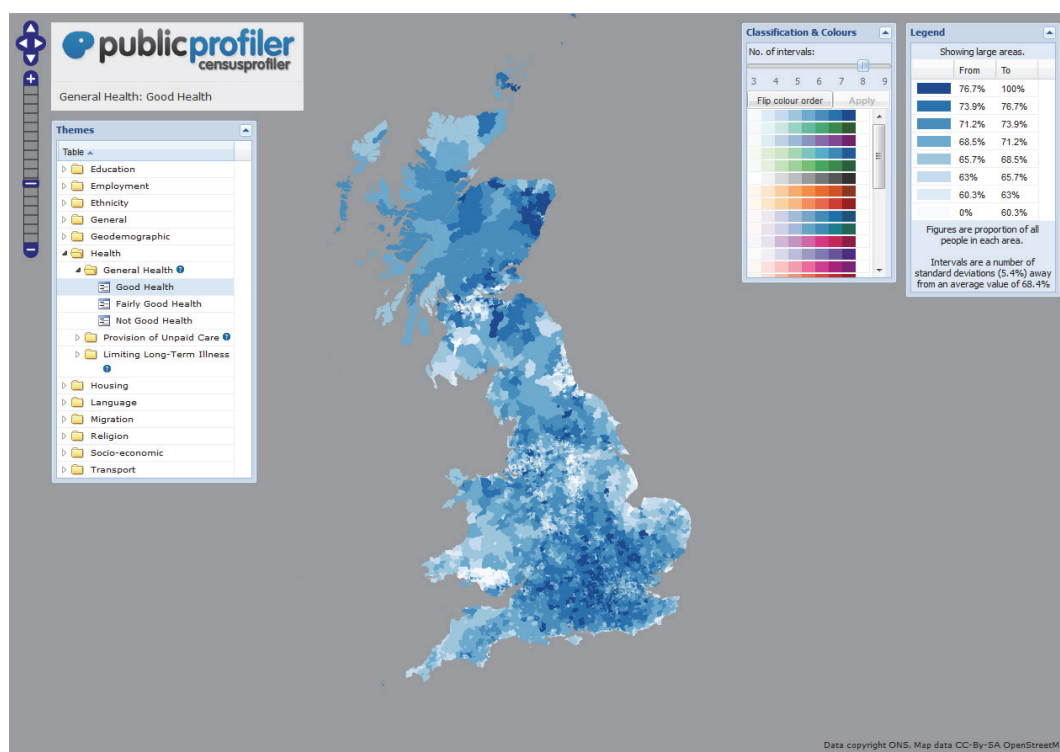 publicprofiler
censusprofiler
General Health: Good Health
Themes
Table
Education
Employment
Ethnicity
General
Geodemographic
Health
General Health
Good Health
Fairly Good Health
Not Good Health
Provision of Unpaid Care
Limiting Long-Term Illness
Housing
Language
Migration
Religion
Socio-economic
Transport
Classification & Colours
No. of intervals:
3 4 5 6 7 8 9
Flip colour order Apply
Legend
Showing large areas.
From To
76.7% 100%
73.9% 76.7%
71.2% 73.9%
68.5% 71.2%
65.7% 68.5%
63% 65.7%
60.3% 63%
0% 60.3%
Figures are proportion of all
people in each area.
Intervals are a number of
standard deviations (5.4%) away
from an average value of 68.4%
Data copyright ONS, Map data CC-By-SA OpenStreetM